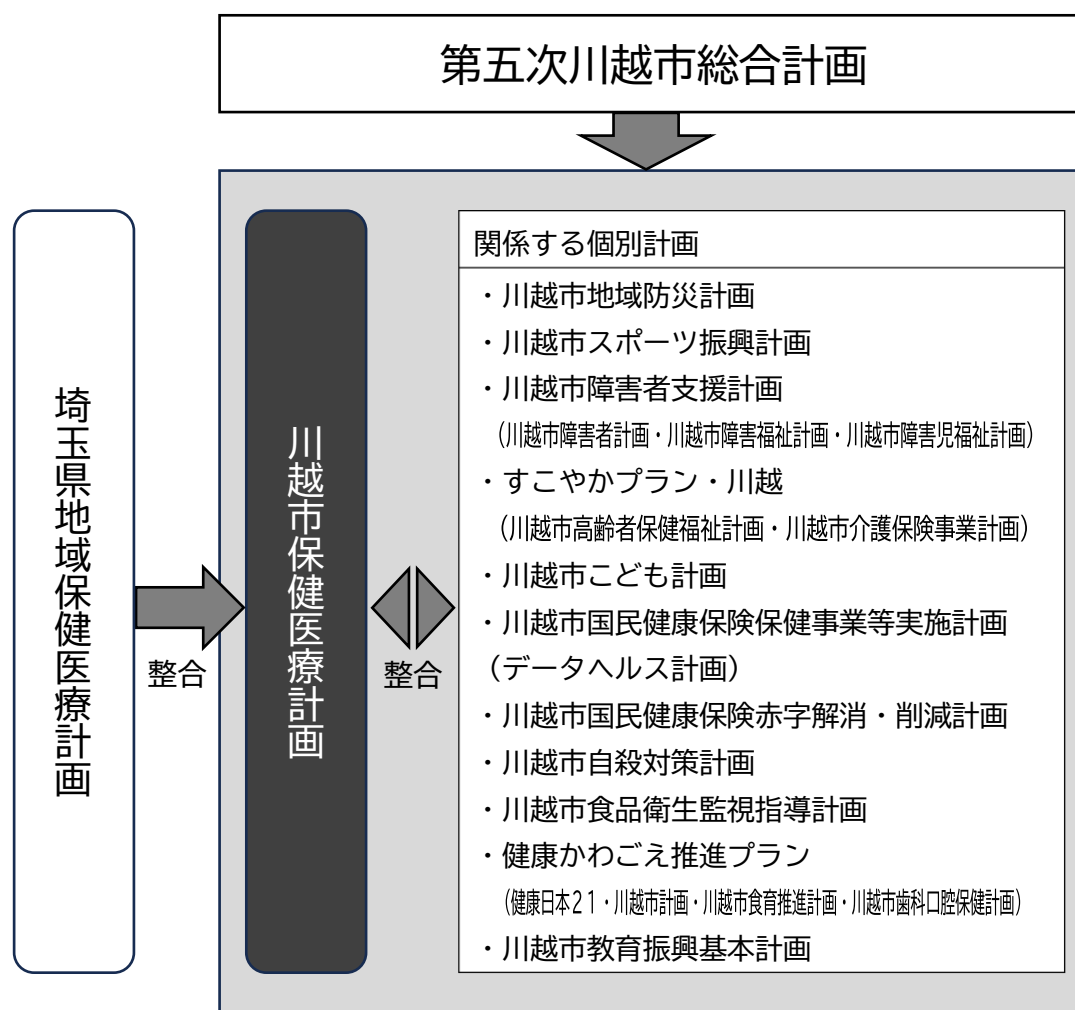 第五次川越市総合計画
埼玉県地域保健医療計画
整合
川越市保健医療計画
整合
関係する個別計画
・川越市地域防災計画
・川越市スポーツ振興計画
・川越市障害者支援計画
（川越市障害者計画・川越市障害福祉計画・川越市障害児福祉計画）
・すこやかプラン・川越
（川越市高齢者保健福祉計画・川越市介護保険事業計画）
・川越市こども計画
・川越市国民健康保険保健事業等実施計画
（データヘルス計画）
・川越市国民健康保険赤字解消・削減計画
・川越市自殺対策計画
・川越市食品衛生監視指導計画
・健康かわごえ推進プラン
（健康日本２１・川越市計画・川越市食育推進計画・川越市歯科口腔保健計画）
・川越市教育振興基本計画